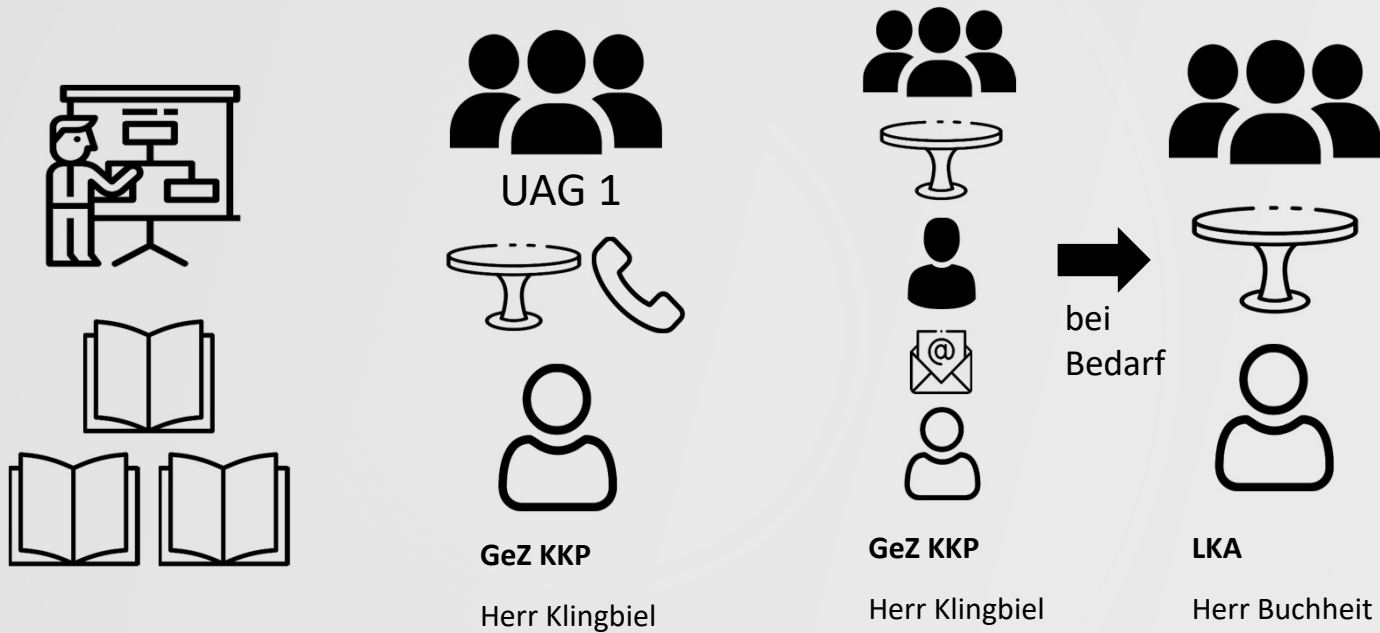 UAG 1
GeZ KKP
Herr Klingbiel
@
GeZ KKP
Herr Klingbiel
bei
Bedarf
LKA
Herr Buchheit